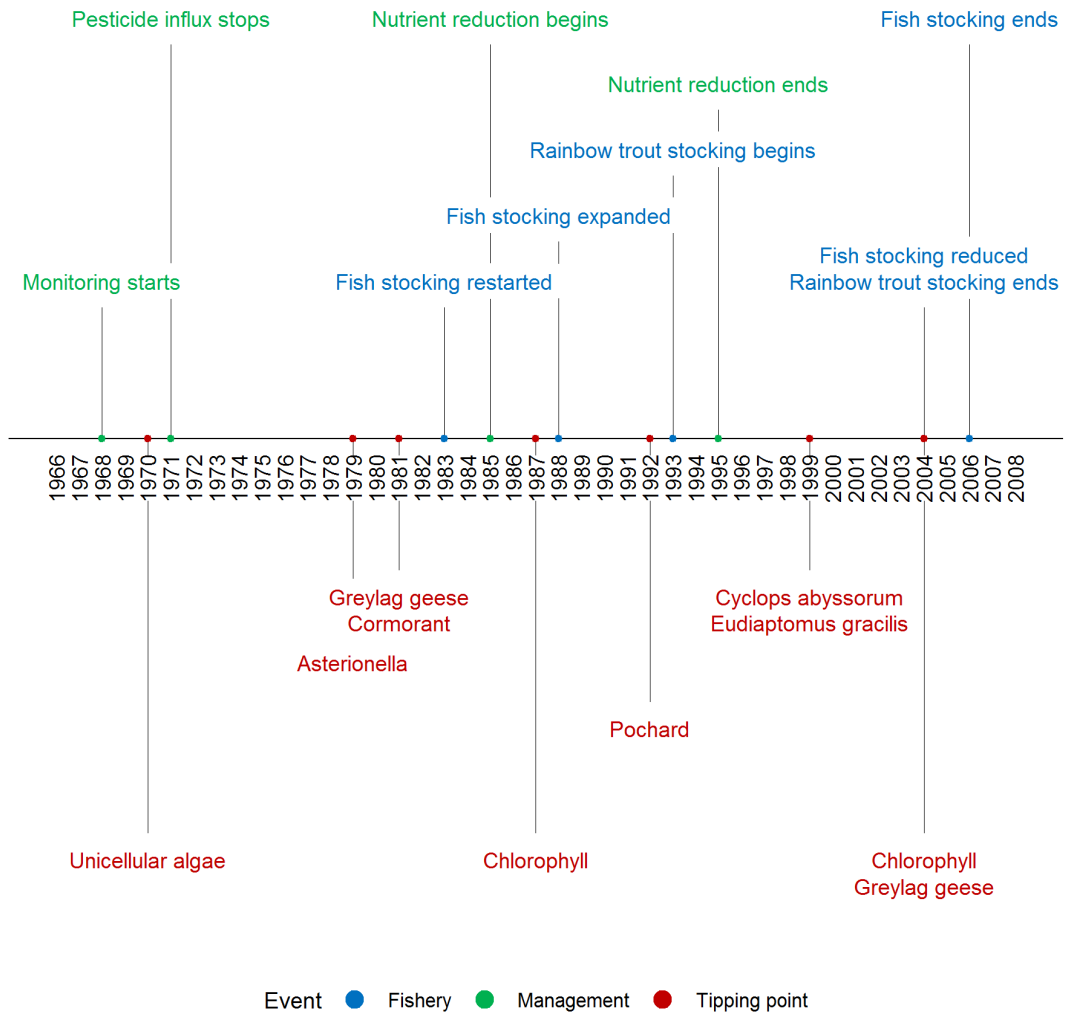 Pesticide influx stops
Nutrient reduction begins
Fish stocking ends
Nutrient reduction ends
Rainbow trout stocking begins
Fish stocking expanded
Fish stocking reduced
Rainbow trout stocking ends
Monitoring starts
Fish stocking restarted
1966
1967
1968
1969
1970
1971
1972
1973
1974
1975
1976
1977
1978
1979
1980
1981
1982
1983
1984
1985
1986
1987
1988
1989
1990
1991
1992
1993
1994
1995
1996
1997
1998
1999
2000
2001
2002
2003
2004
2005
2006
2007
2008
Greylag geese
Cormorant
Cyclops abyssorum
Eudiaptomus gracilis
Asterionella
Pochard
Unicellular algae
Chlorophyll
Chlorophyll
Greylag geese
Event Fishery Management Tipping point